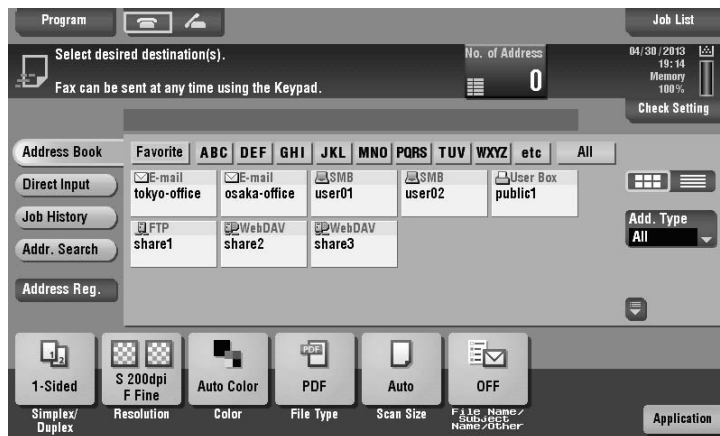 Program
Job List
Select desired destination(s).
Fax can be sent at any time using the Keypad.
No. of Address
0
04/30/2013
19:14
Memory
100%
Check Setting
Address Book
Favorite ABC DEF GHI JKL MNO PQRS TUV WXYZ etc All
Direct Input
Job History
Addr. Search
Address Reg.
E-mail
tokyo-office
E-mail
osaka-office
SMB
user01
SMB
user02
User Box
public1
FTP
share1
WebDAV
share2
WebDAV
share3
Add. Type
All
1 2
1-Sided
Simplex/
Duplex
S 200dpi
F Fine
Resolution
Auto Color
Color
PDF
PDF
File Type
Auto
Scan Size
OFF
File Name/
Subject
Name/Other
Application